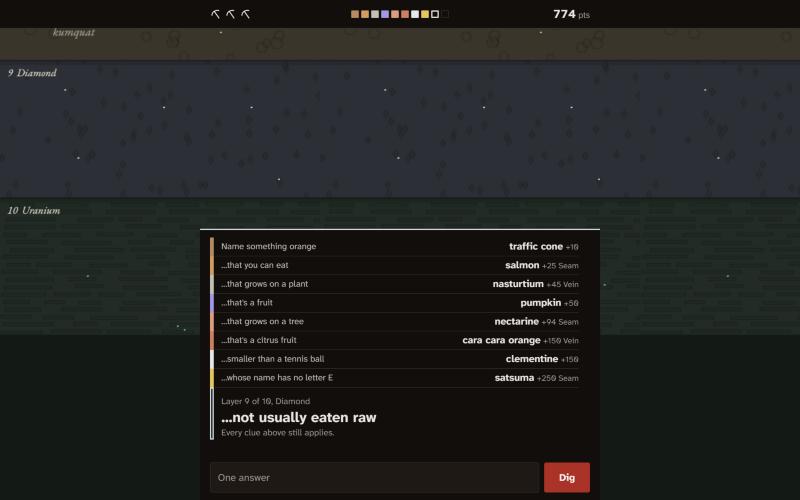 774 pts
kumquat
9 Diamond
10 Uranium
Name something orange traffic cone +10
...that you can eat salmon +25 Seam
...that grows on a plant nasturtium +45 Vein
...that's a fruit pumpkin +50
...that grows on a tree nectarine +94 Seam
...that's a citrus fruit cara cara orange +150 Vein
...smaller than a tennis ball clementine +150
...whose name has no letter E satsuma +250 Seam
Layer 9 of 10, Diamond
...not usually eaten raw
Every clue above still applies.
One answer Dig